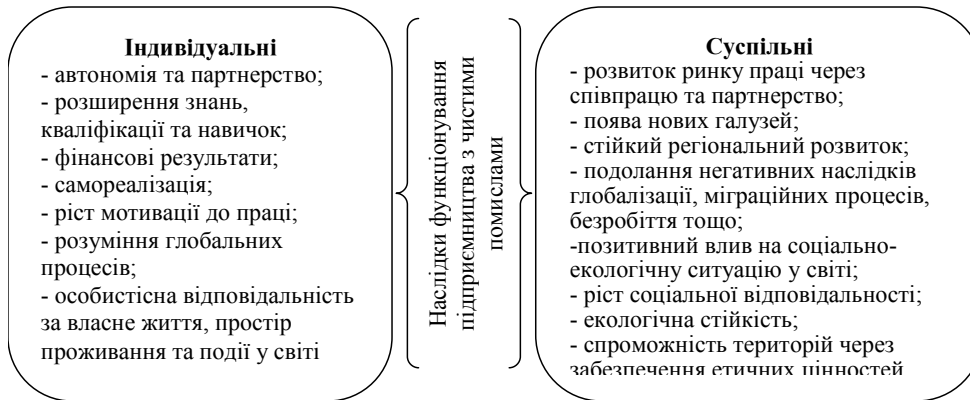 Індивідуальні
- автономія та партнерство;
- розширення знань,
кваліфікації та навичок;
- фінансові результати;
- самореалізація;
- ріст мотивації до праці;
- розуміння глобальних
процесів;
- особистісна відповідальність
за власне життя, простір
проживання та події у світі
Наслідки функціонування
підприємництва з чистими
помислами
Суспільні
- розвиток ринку праці через
співпрацю та партнерство;
- поява нових галузей;
- стійкий регіональний розвиток;
- подолання негативних наслідків
глобалізації, міграційних процесів,
безробіття тощо;
-позитивний влив на соціально-
екологічну ситуацію у світі;
- ріст соціальної відповідальності;
- екологічна стійкість;
- спроможність територій через
забезпечення етичних цінностей